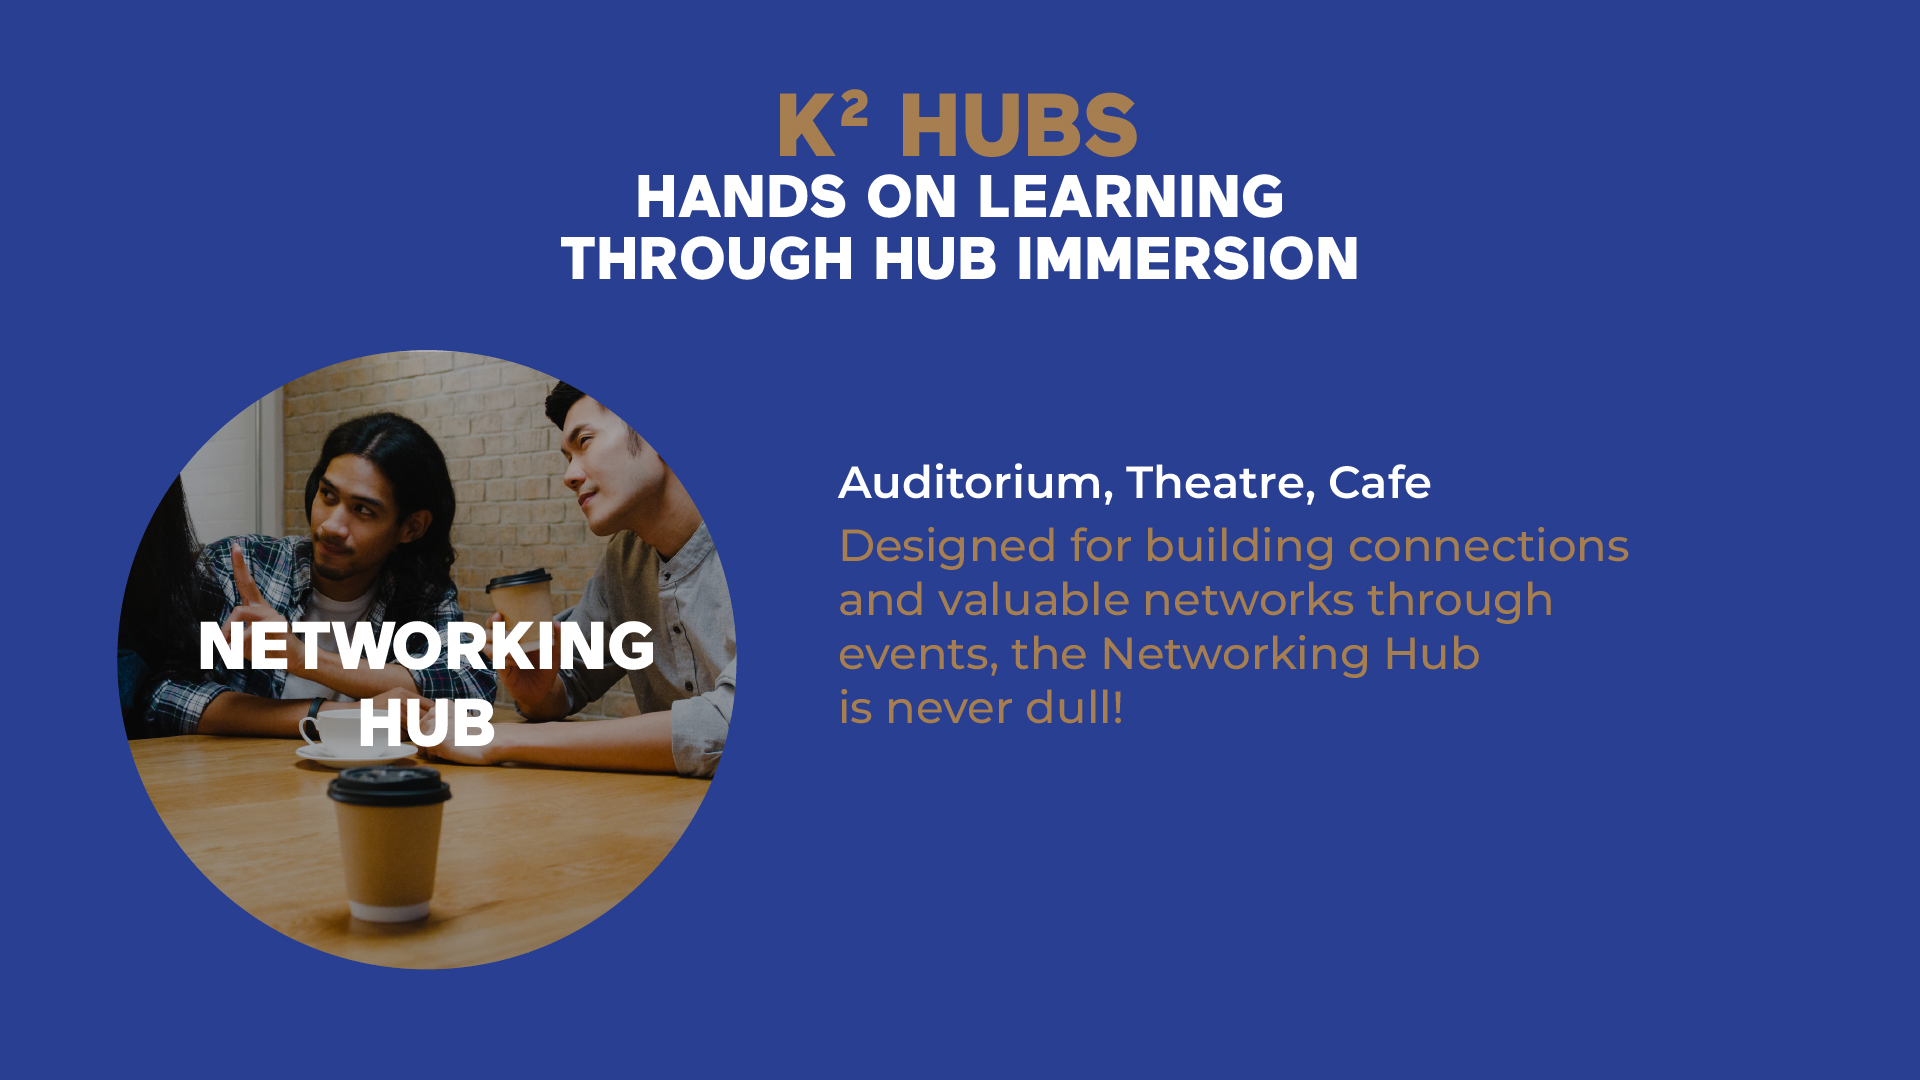 K² HUBS
HANDS ON LEARNING
THROUGH HUB IMMERSION
NETWORKING
HUB
Auditorium, Theatre, Cafe
Designed for building connections
and valuable networks through
events, the Networking Hub
is never dull!